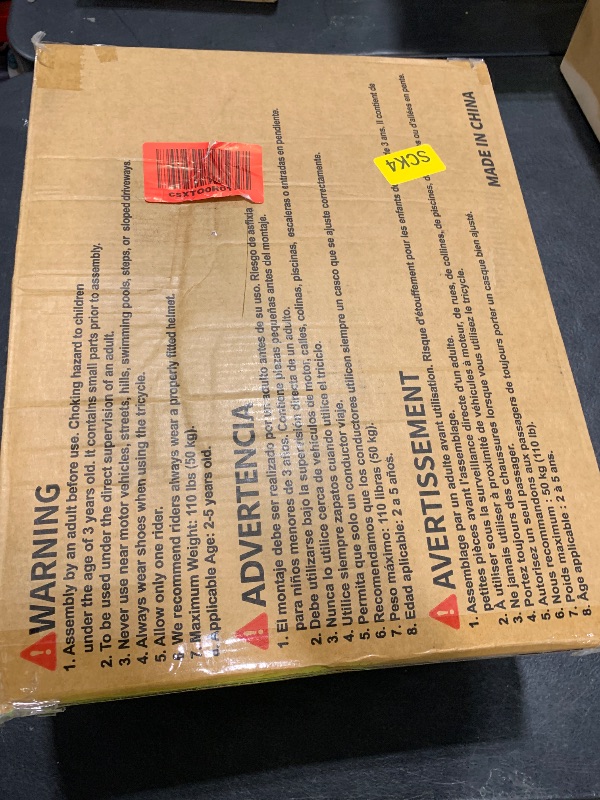 WARNING
1. Assembly by an adult before use. Choking hazard to children
under the age of 3 years old. It contains small parts prior to assembly.
2. To be used under the direct supervision of an adult.
3. Never use near motor vehicles, streets, hills, swimming pools, steps, or sloped driveways.
4. Always wear shoes when using the tricycle.
5. Allow only one rider.
6. We recommend riders always wear a properly fitted helmet.
7. Maximum Weight: 110 lbs (50 kg).
8. Applicable Age: 2-5 years old.
ADVERTENCIA
1. El montaje debe ser realizado por un adulto antes de su uso. Riesgo de asfixia
para niños menores de 3 años. Contiene piezas pequeñas antes del montaje.
2. Debe utilizarse bajo la supervisión directa de un adulto.
3. Nunca lo utilice cerca de vehículos de motor, calles, colinas, piscinas, escaleras o entradas en pendiente.
4. Utilice siempre zapatos cuando utilice el triciclo.
5. Permita que solo un conductor viaje.
6. Recomendamos que los conductores utilicen siempre un casco que se ajuste correctamente.
7. Peso máximo: 110 libras (50 kg).
8. Edad aplicable: 2 a 5 años.
AVERTISSEMENT
1. Assemblage par un adulte avant utilisation. Risque d'étouffement pour les enfants de 3 ans. Il contient de
petites pièces avant l'assemblage.
2. À utiliser sous la surveillance directe d'un adulte.
3. Ne jamais utiliser à proximité de véhicules à moteur, de rues, de collines, de piscines, ou d'allées en pente.
4. Portez toujours des chaussures lorsque vous utilisez le tricycle.
5. Autorisez un seul passager.
6. Nous recommandons aux passagers de toujours porter un casque bien ajusté.
7. Poids maximum : 50 kg (110 lb).
8. Âge applicable : 2 à 5 ans.
MADE IN CHINA
SCK4